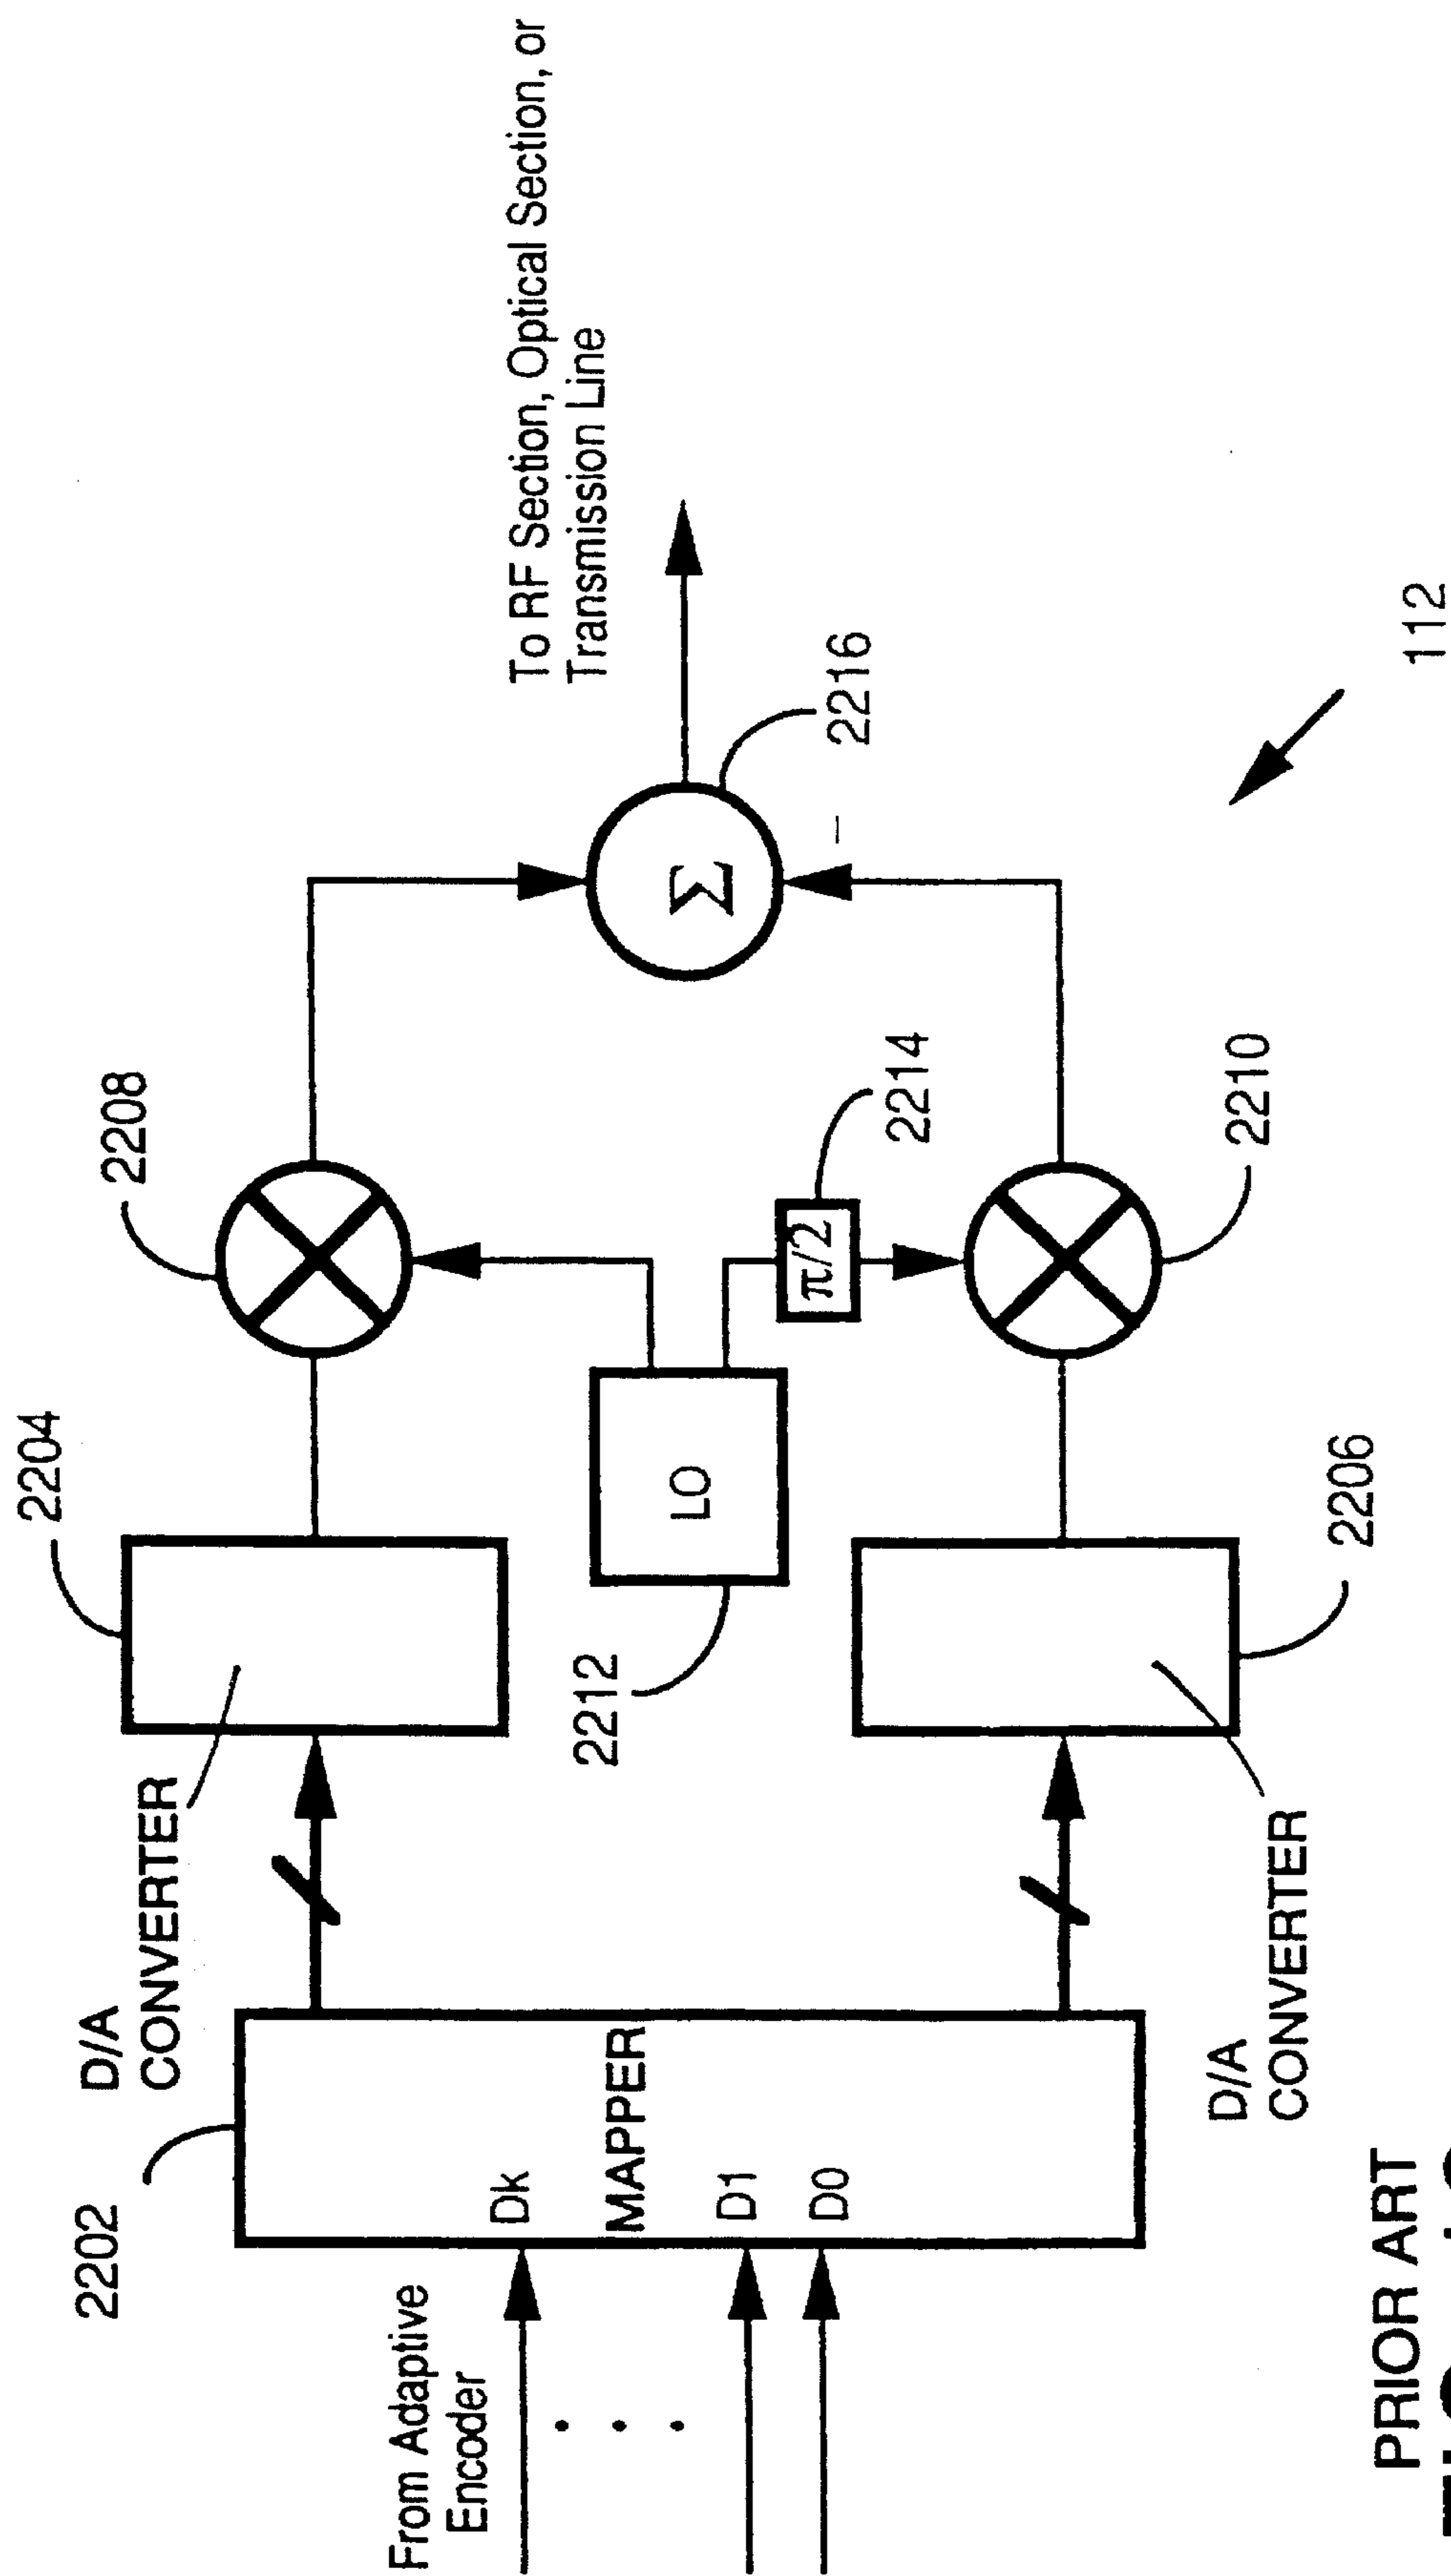 To RF Section, Optical Section, or
Transmission Line
2204
2208
D/A
CONVERTER
2202
From Adaptive
Encoder
Dk
MAPPER
D1
D0
2212
LO
π/2
2214
Σ
2216
–
D/A
CONVERTER
2206
2210
112
PRIOR ART